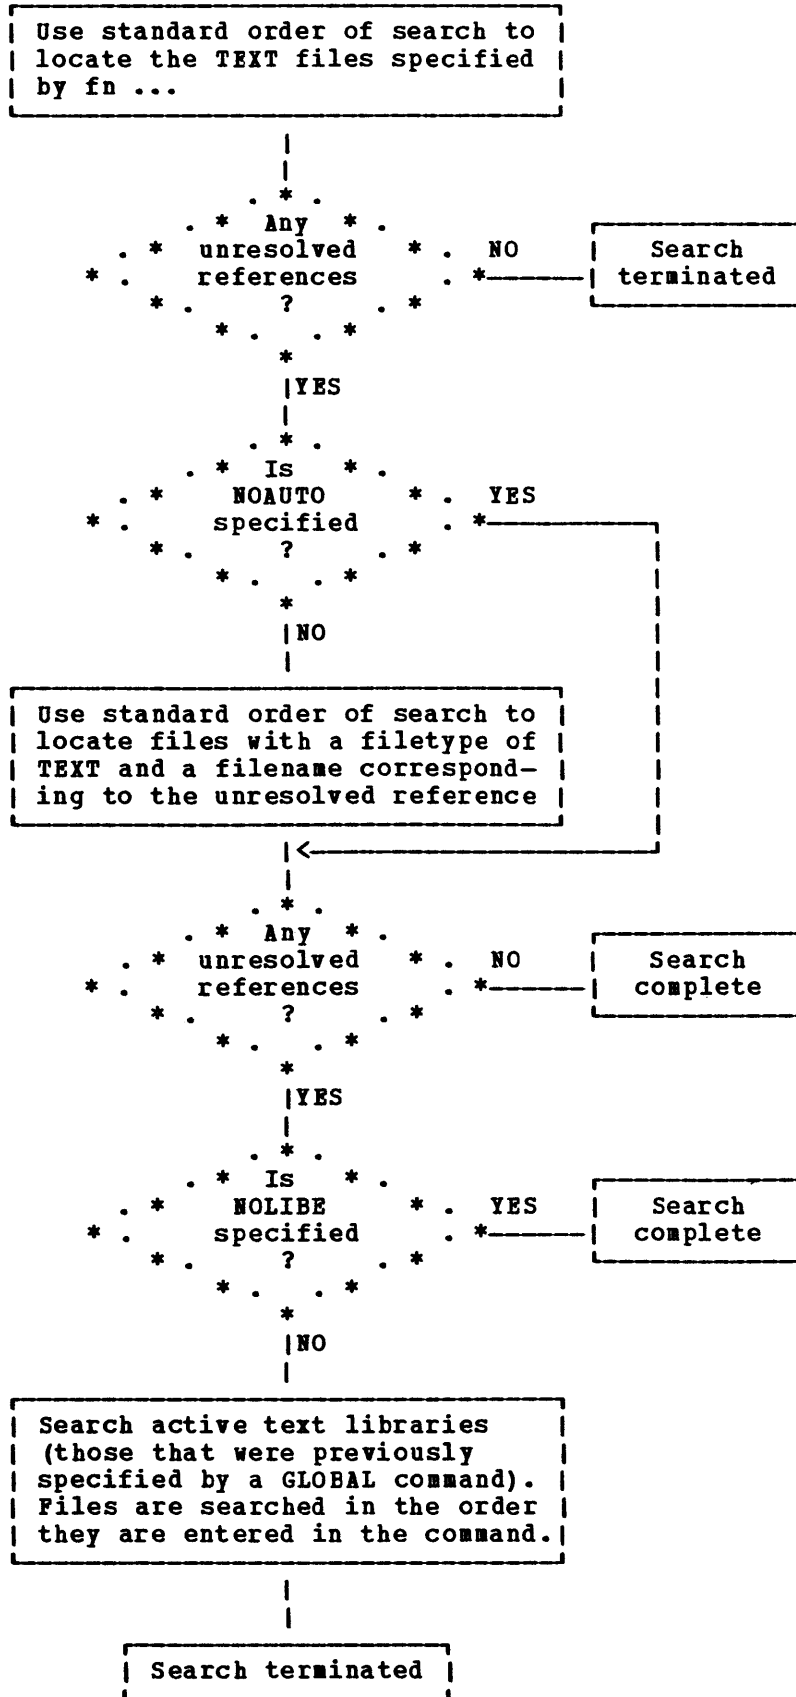 Use standard order of search to
locate the TEXT files specified
by fn ...
Any
unresolved
references
?
NO
Search
terminated
YES
Is
NOAUTO
specified
?
YES
NO
Use standard order of search to
locate files with a filetype of
TEXT and a filename correspond-
ing to the unresolved reference
Any
unresolved
references
?
NO
Search
complete
YES
Is
NOLIBE
specified
?
YES
Search
complete
NO
Search active text libraries
(those that were previously
specified by a GLOBAL command).
Files are searched in the order
they are entered in the command.
Search terminated